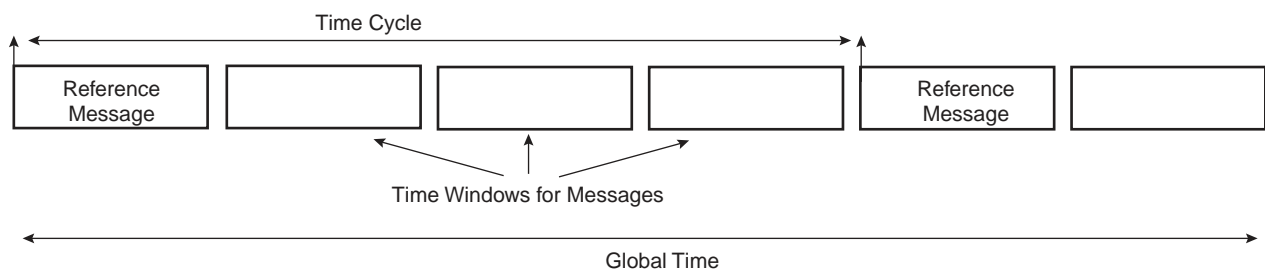 Time Cycle
Reference
Message
Reference
Message
Time Windows for Messages
Global Time